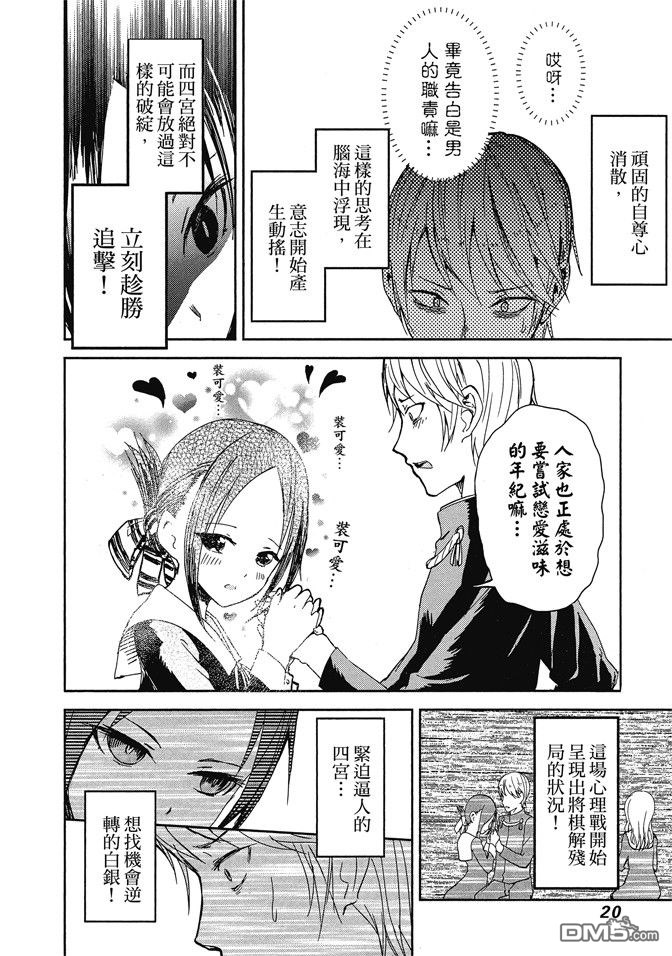 頑固的自尊心
消散，
哎呀…
畢竟告白是男
人的職責嘛…
這樣的思考在
腦海中浮現，
意志開始產
生動搖！
而四宮絕對不
可能會放過這
樣的破綻，
立刻趁勝
追擊！
人家也正處於想
要嘗試戀愛滋味
的年紀嘛…
裝可愛…
裝可愛…
裝可愛…
這場心理戰開始
呈現出將棋解殘
局的狀況！
緊迫逼人的
四宮…
想找機會逆
轉的白銀！
20
DM5.com